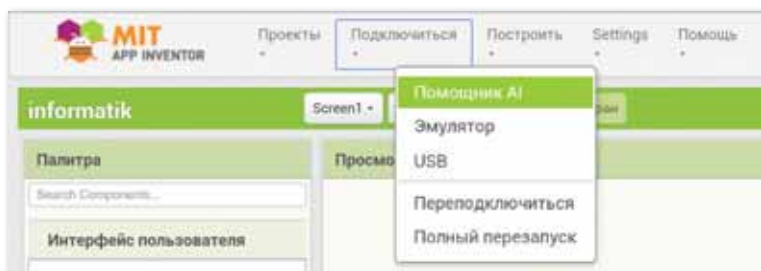 MIT
APP INVENTOR
Проекты
Подключиться
Построить
Settings
Помощь
informatik
Screen1
Помощник AI
Эмулятор
USB
Переподключиться
Полный перезапуск
Палитра
Просмо
Search Components...
Интерфейс пользователя